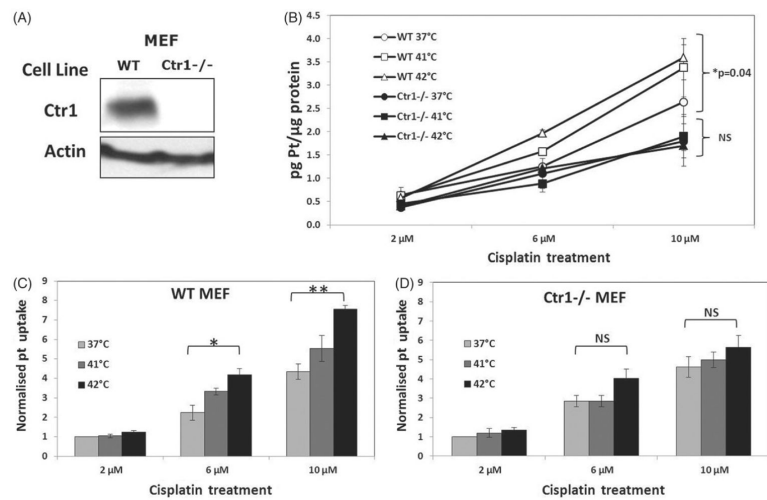 (A)
MEF
Cell Line WT Ctr1-/-
Ctr1
Actin
(B)
pg Pt/µg protein
4.5
4.0
3.5
3.0
2.5
2.0
1.5
1.0
0.5
0.0
WT 37°C
WT 41°C
WT 42°C
Ctr1-/- 37°C
Ctr1-/- 41°C
Ctr1-/- 42°C
*p=0.04
NS
2 µM 6 µM 10 µM
Cisplatin treatment
(C)
WT MEF
Normalised pt uptake
9
8
7
6
5
4
3
2
1
0
37°C
41°C
42°C
*
**
2 µM 6 µM 10 µM
Cisplatin treatment
(D)
Ctr1-/- MEF
Normalised pt uptake
9
8
7
6
5
4
3
2
1
0
37°C
41°C
42°C
NS
NS
2 µM 6 µM 10 µM
Cisplatin treatment